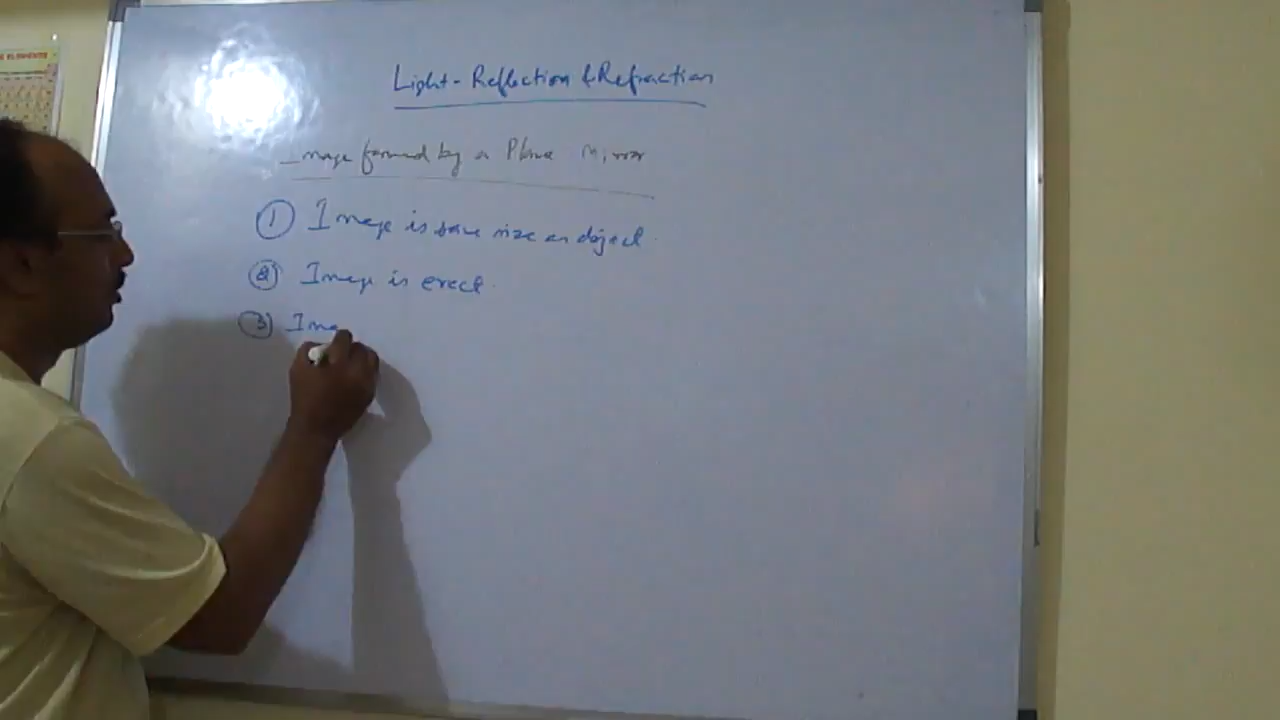 ELEMENTS
Light - Reflection & Refraction
Image formed by a Plane Mirror
① Image is same size as object.
② Image is erect.
③ Ima